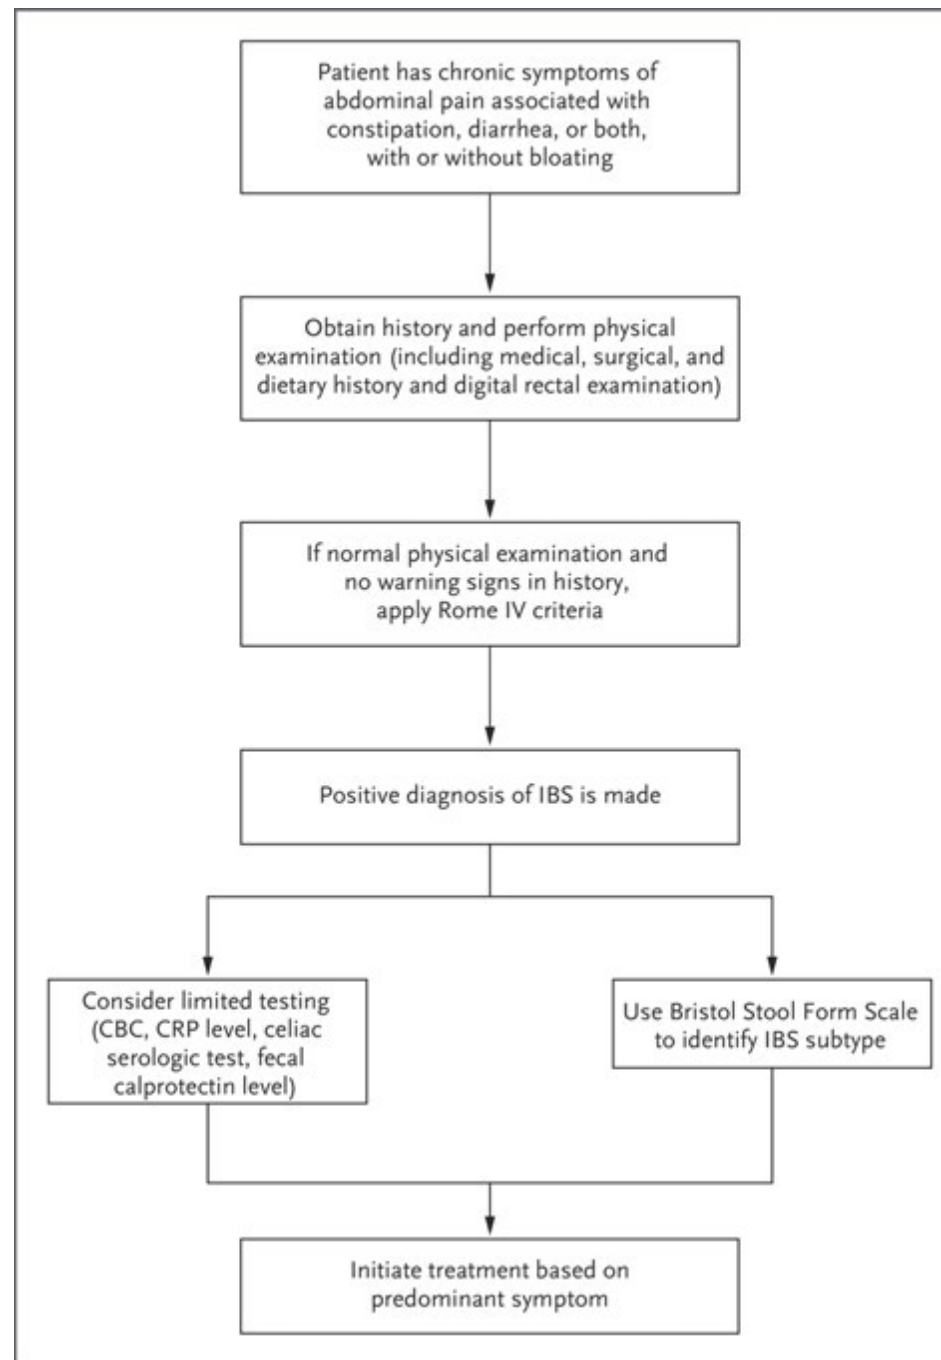 Patient has chronic symptoms of
abdominal pain associated with
constipation, diarrhea, or both,
with or without bloating
Obtain history and perform physical
examination (including medical, surgical, and
dietary history and digital rectal examination)
If normal physical examination and
no warning signs in history,
apply Rome IV criteria
Positive diagnosis of IBS is made
Consider limited testing
(CBC, CRP level, celiac
serologic test, fecal
calprotectin level)
Use Bristol Stool Form Scale
to identify IBS subtype
Initiate treatment based on
predominant symptom